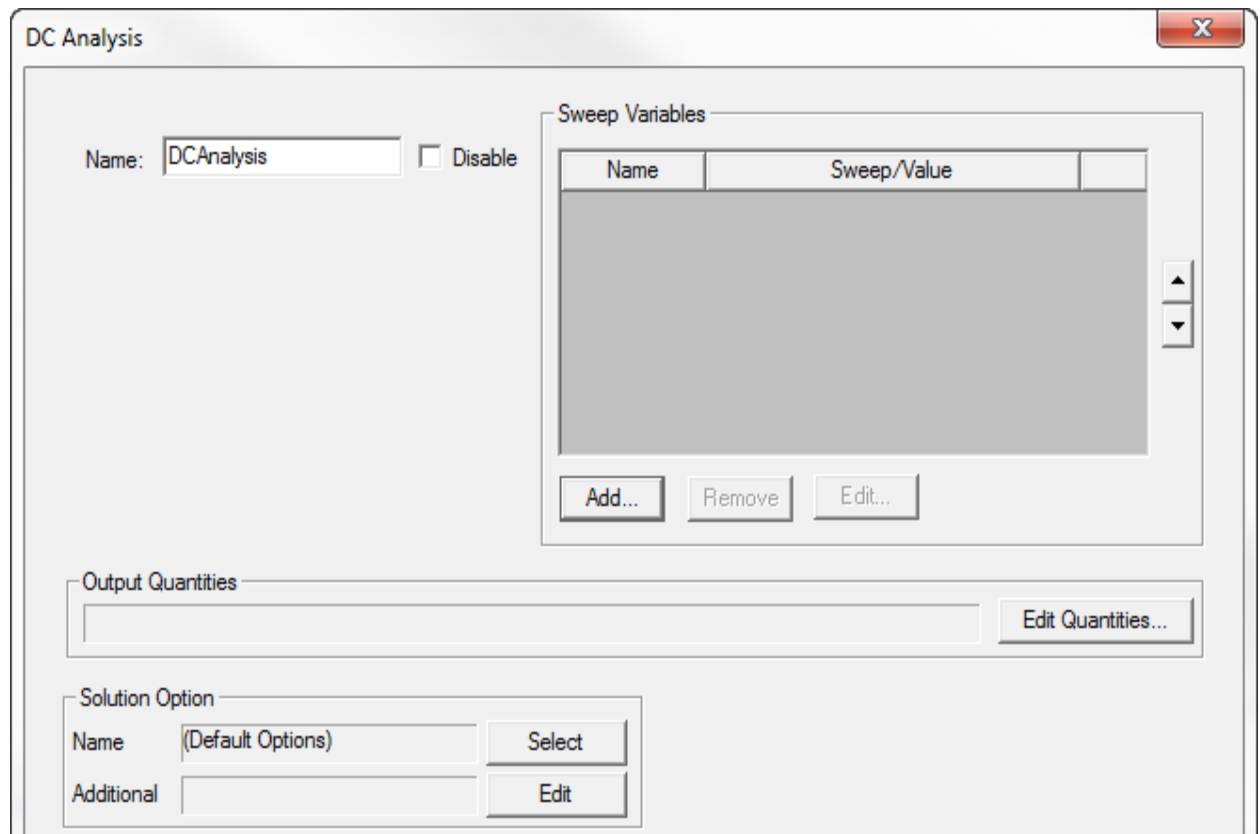 DC Analysis
X
Name: DCAnalysis Disable
Sweep Variables
Name Sweep/Value
Add... Remove Edit...
Output Quantities
Edit Quantities...
Solution Option
Name (Default Options) Select
Additional Edit